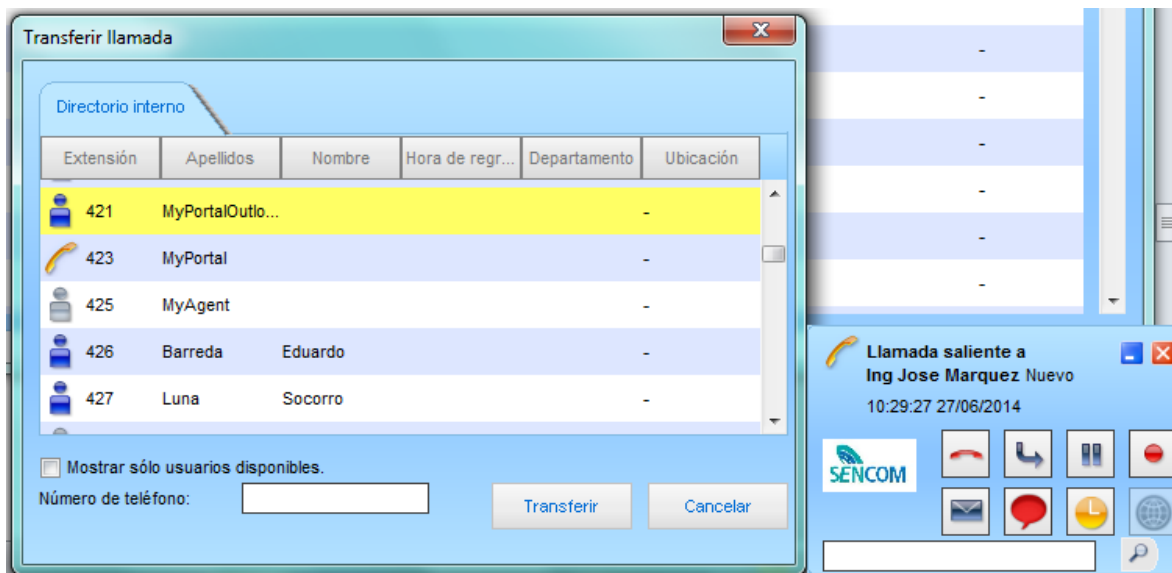 Transferir llamada
Directorio interno
Extensión Apellidos Nombre Hora de regr... Departamento Ubicación
421 MyPortalOutlo... -
423 MyPortal -
425 MyAgent -
426 Barreda Eduardo -
427 Luna Socorro -
Mostrar sólo usuarios disponibles.
Número de teléfono:
Transferir Cancelar
-
-
-
-
-
-
Llamada saliente a
Ing Jose Marquez Nuevo
10:29:27 27/06/2014
SENCOM